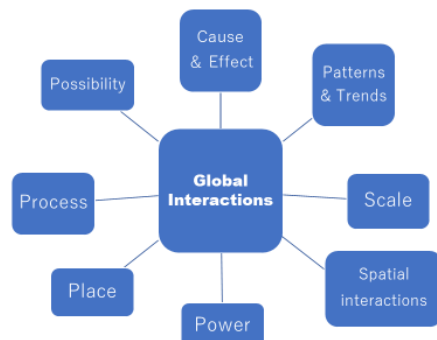 Cause
& Effect
Patterns
& Trends
Possibility
Global
Interactions
Process
Scale
Place
Spatial
interactions
Power